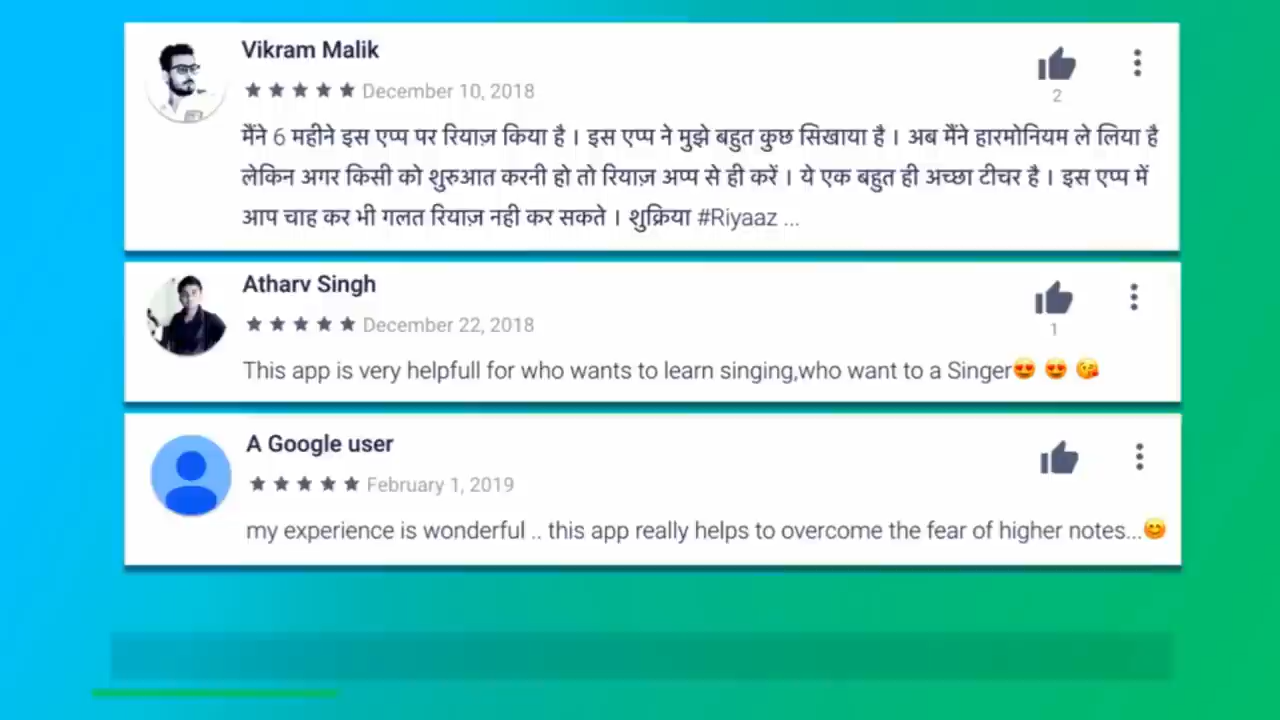 Vikram Malik
December 10, 2018
2
मैंने 6 महीने इस एप्प पर रियाज़ किया है । इस एप्प ने मुझे बहुत कुछ सिखाया है । अब मैंने हारमोनियम ले लिया है
लेकिन अगर किसी को शुरुआत करनी हो तो रियाज़ अप्प से ही करें । ये एक बहुत ही अच्छा टीचर है । इस एप्प में
आप चाह कर भी गलत रियाज़ नही कर सकते । शुक्रिया #Riyaaz ...
Atharv Singh
December 22, 2018
1
This app is very helpfull for who wants to learn singing,who want to a Singer😍 😍 😘
A Google user
February 1, 2019
my experience is wonderful .. this app really helps to overcome the fear of higher notes...😊